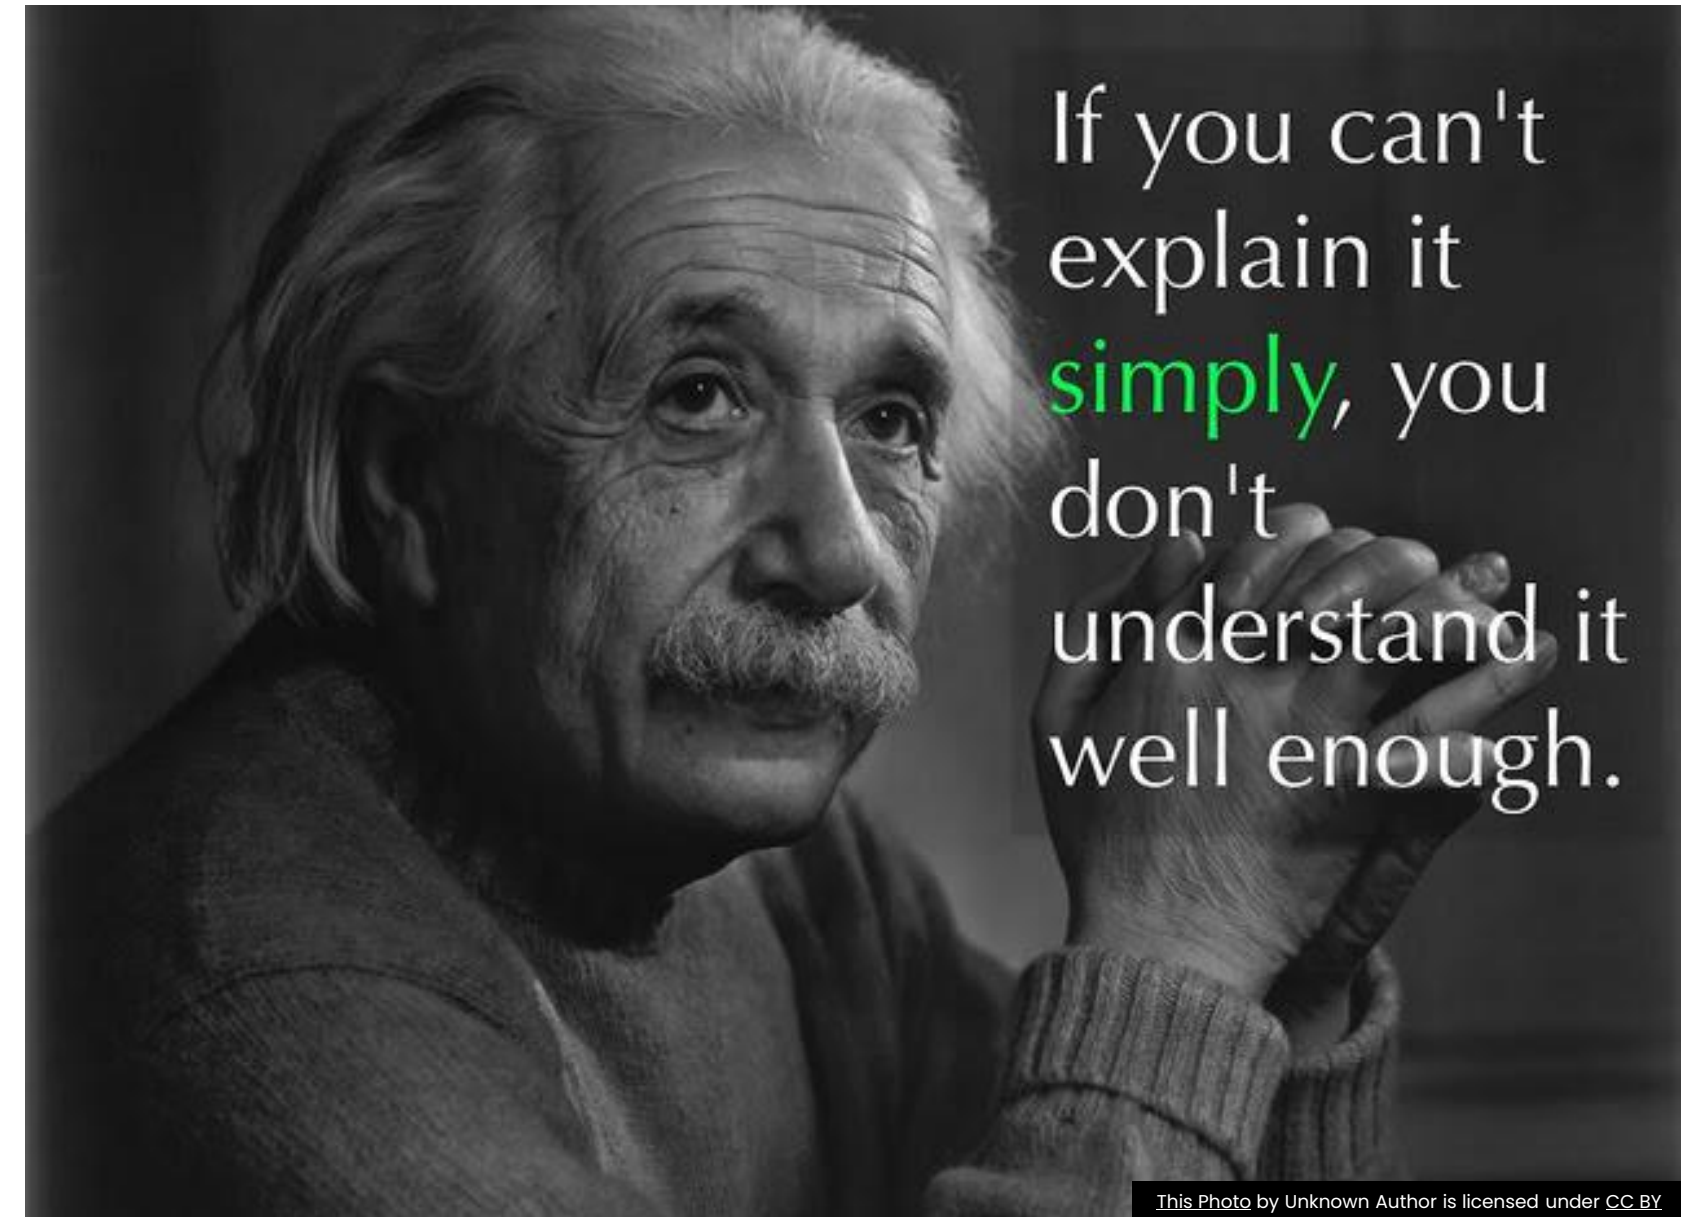 If you can't
explain it
simply, you
don't
understand it
well enough.
This Photo by Unknown Author is licensed under CC BY